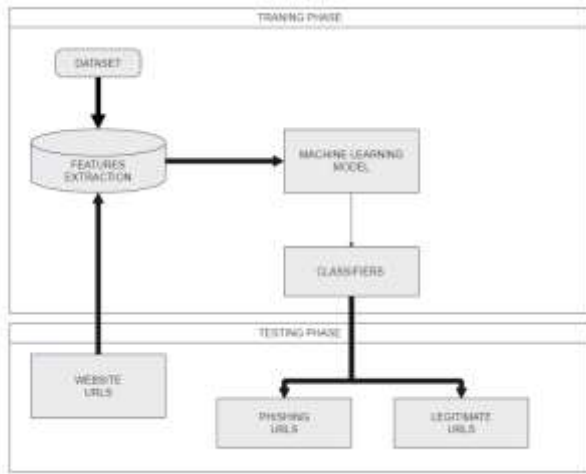 TRANING PHASE
DATASET
FEATURES
EXTRACTION
MACHINE LEARNING
MODEL
CLASSIFIERS
TESTING PHASE
WEBSITE
URLS
PHISHING
URLS
LEGITIMATE
URLS